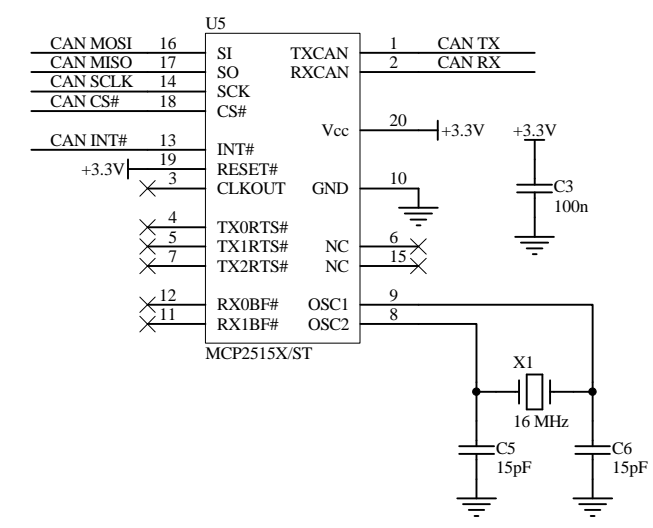 U5
CAN MOSI 16 SI TXCAN 1 CAN TX
CAN MISO 17 SO RXCAN 2 CAN RX
CAN SCLK 14 SCK
CAN CS# 18 CS#
Vcc 20 +3.3V +3.3V
CAN INT# 13 INT#
+3.3V 19 RESET#
3 CLKOUT GND 10 C3
100n
4 TX0RTS#
5 TX1RTS# NC 6
7 TX2RTS# NC 15
12 RX0BF# OSC1 9
11 RX1BF# OSC2 8
MCP2515X/ST
X1
16 MHz
C5 C6
15pF 15pF